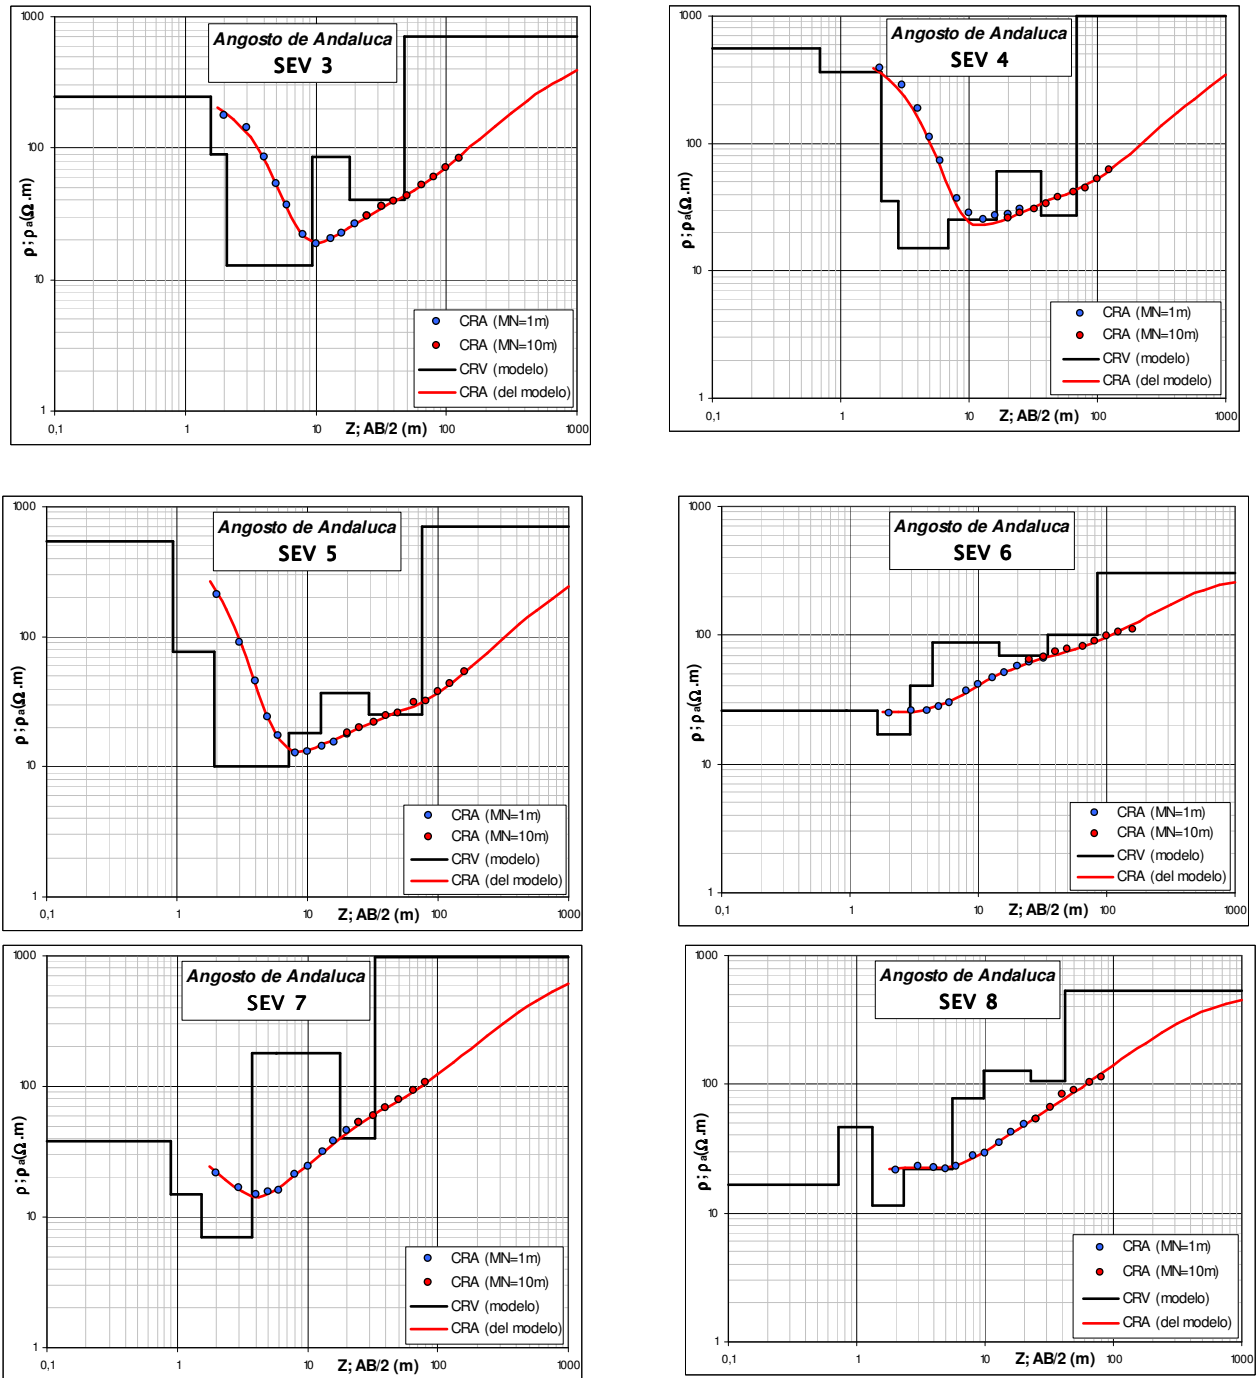 Angosto de Andaluca
SEV 3
1000
100
10
1
ρ ; ρa(Ω.m)
0,1
1
10
100
1000
Z; AB/2 (m)
CRA (MN=1m)
CRA (MN=10m)
CRV (modelo)
CRA (del modelo)
Angosto de Andaluca
SEV 4
1000
100
10
1
ρ ; ρa(Ω.m)
0,1
1
10
100
1000
Z; AB/2 (m)
CRA (MN=1m)
CRA (MN=10m)
CRV (modelo)
CRA (del modelo)
Angosto de Andaluca
SEV 5
1000
100
10
1
ρ ; ρa(Ω.m)
0,1
1
10
100
1000
Z; AB/2 (m)
CRA (MN=1m)
CRA (MN=10m)
CRV (modelo)
CRA (del modelo)
Angosto de Andaluca
SEV 6
1000
100
10
1
ρ ; ρa(Ω.m)
0,1
1
10
100
1000
Z; AB/2 (m)
CRA (MN=1m)
CRA (MN=10m)
CRV (modelo)
CRA (del modelo)
Angosto de Andaluca
SEV 7
1000
100
10
1
ρ ; ρa(Ω.m)
0,1
1
10
100
1000
Z; AB/2 (m)
CRA (MN=1m)
CRA (MN=10m)
CRV (modelo)
CRA (del modelo)
Angosto de Andaluca
SEV 8
1000
100
10
1
ρ ; ρa(Ω.m)
0,1
1
10
100
1000
Z; AB/2 (m)
CRA (MN=1m)
CRA (MN=10m)
CRV (modelo)
CRA (del modelo)